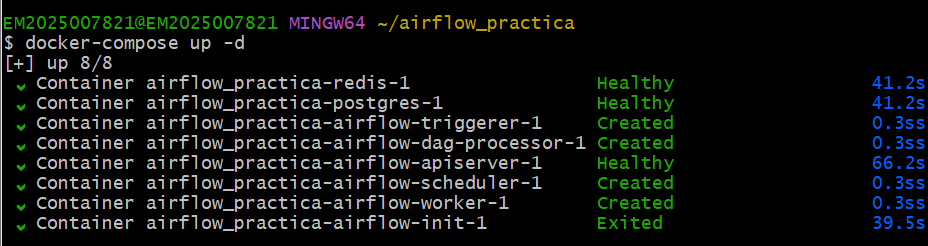 EM2025007821@EM2025007821 MINGW64 ~/airflow_practica
$ docker-compose up -d
[+] up 8/8
✔ Container airflow_practica-redis-1 Healthy 41.2s
✔ Container airflow_practica-postgres-1 Healthy 41.2s
✔ Container airflow_practica-airflow-triggerer-1 Created 0.3ss
✔ Container airflow_practica-airflow-dag-processor-1 Created 0.3ss
✔ Container airflow_practica-airflow-apiserver-1 Healthy 66.2s
✔ Container airflow_practica-airflow-scheduler-1 Created 0.3ss
✔ Container airflow_practica-airflow-worker-1 Created 0.3ss
✔ Container airflow_practica-airflow-init-1 Exited 39.5s